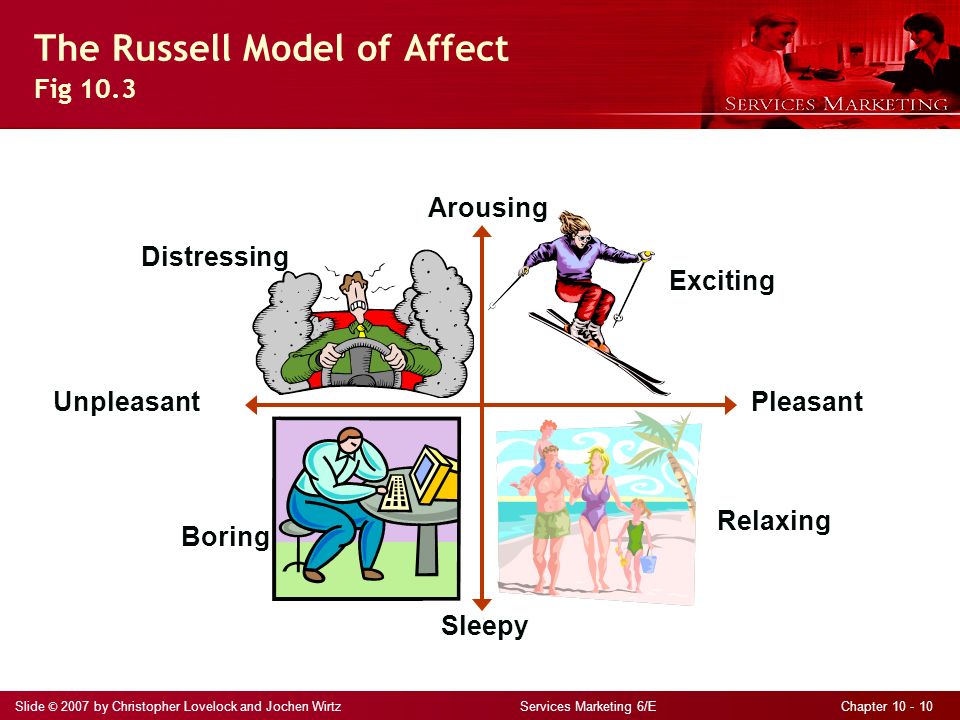 The Russell Model of Affect
Fig 10.3
SERVICES MARKETING
Arousing
Distressing
Exciting
Unpleasant
Pleasant
Relaxing
Boring
Sleepy
Slide © 2007 by Christopher Lovelock and Jochen Wirtz
Services Marketing 6/E
Chapter 10 - 10